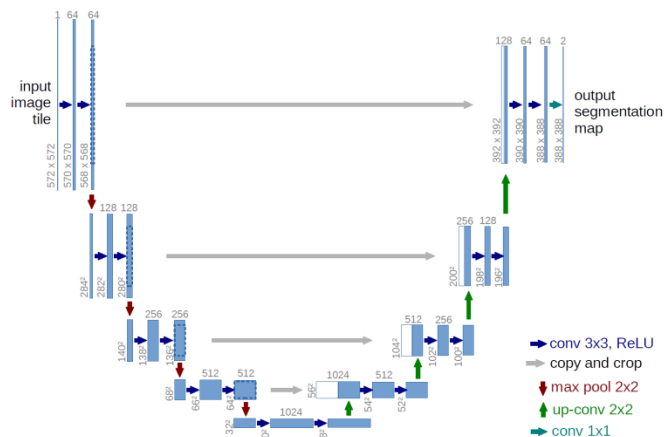 1 64 64
128 64 64 2
input
image
tile
output
segmentation
map
572 x 572
570 x 570
568 x 568
392 x 392
390 x 390
388 x 388
388 x 388
128 128
256 128
284²
282²
280²
200²
198²
196²
256 256
512 256
140²
138²
136²
104²
102²
100²
512 512
1024 512
68²
66²
64²
56²
54²
52²
1024
32²
conv 3x3, ReLU
copy and crop
max pool 2x2
up-conv 2x2
conv 1x1